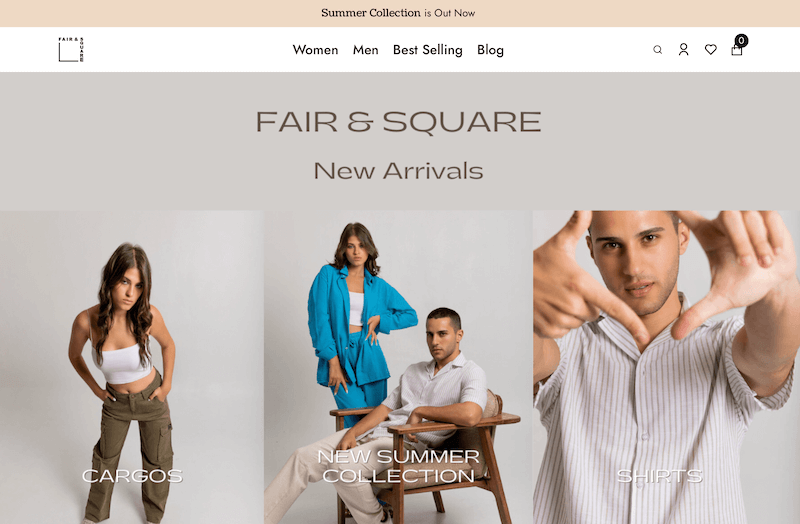 Summer Collection is Out Now
FAIR & SQUARE
Women Men Best Selling Blog
0
FAIR & SQUARE
New Arrivals
CARGOS
NEW SUMMER
COLLECTION
SHIRTS